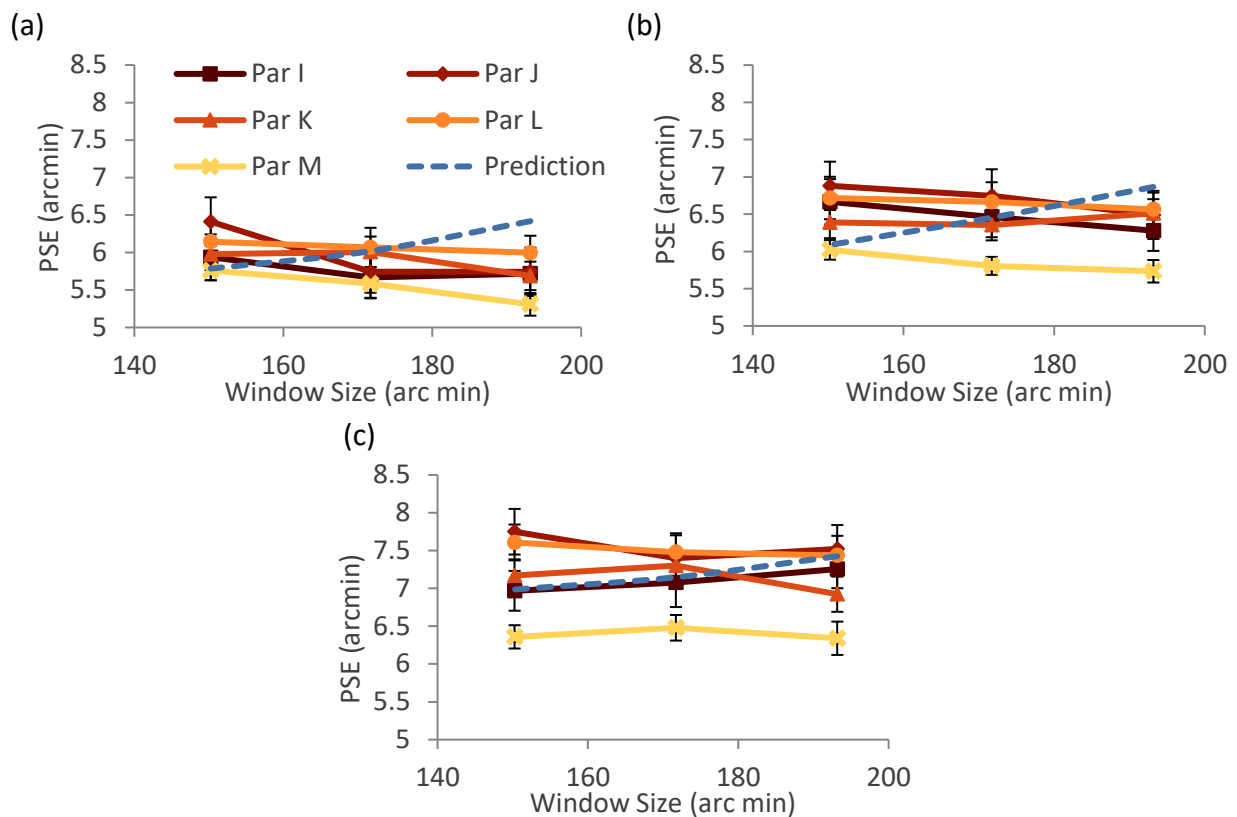 (a)
8.5
8
7.5
7
6.5
6
5.5
5
140 160 180 200
PSE (arcmin)
Window Size (arc min)
Par I Par J
Par K Par L
Par M Prediction
(b)
8.5
8
7.5
7
6.5
6
5.5
5
140 160 180 200
PSE (arcmin)
Window Size (arc min)
(c)
8.5
8
7.5
7
6.5
6
5.5
5
140 160 180 200
PSE (arcmin)
Window Size (arc min)